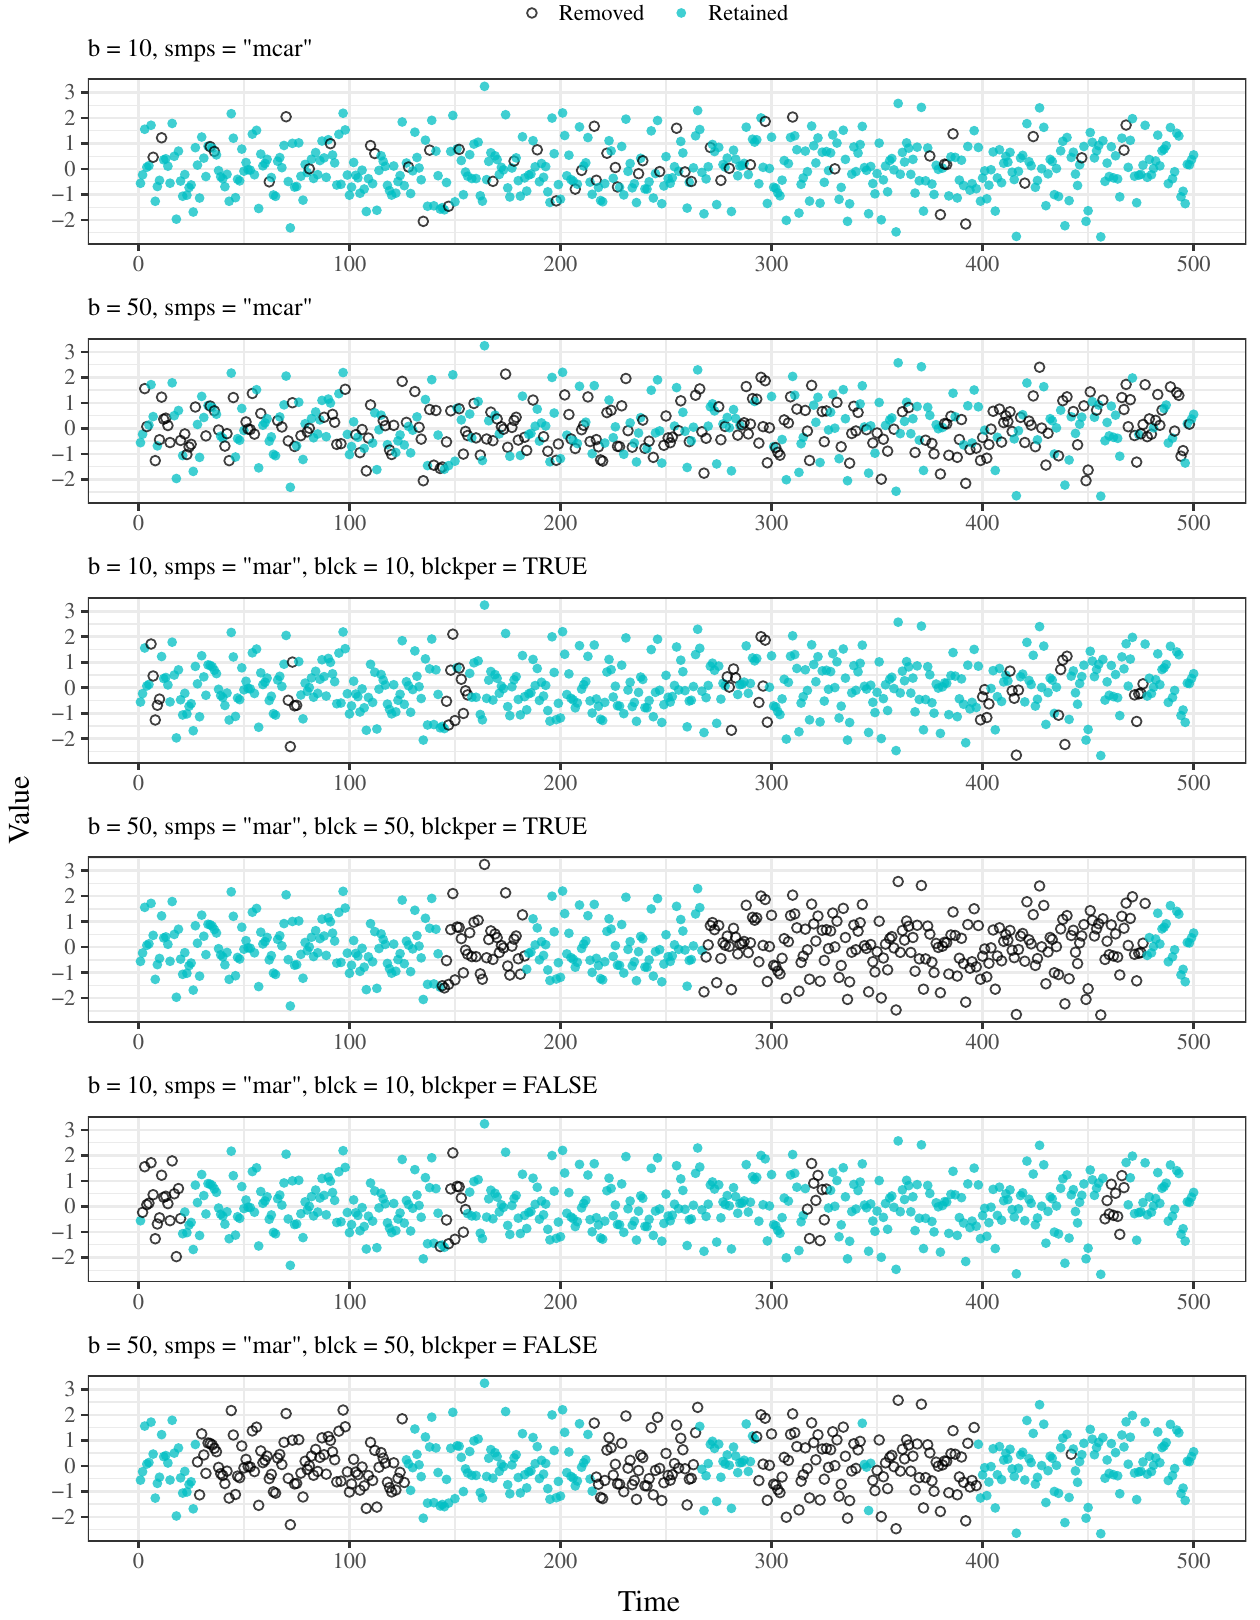 Removed Retained
b = 10, smps = "mcar"
3
2
1
0
−1
−2
0 100 200 300 400 500
b = 50, smps = "mcar"
3
2
1
0
−1
−2
0 100 200 300 400 500
b = 10, smps = "mar", blck = 10, blckper = TRUE
3
2
1
0
−1
−2
0 100 200 300 400 500
Value
b = 50, smps = "mar", blck = 50, blckper = TRUE
3
2
1
0
−1
−2
0 100 200 300 400 500
b = 10, smps = "mar", blck = 10, blckper = FALSE
3
2
1
0
−1
−2
0 100 200 300 400 500
b = 50, smps = "mar", blck = 50, blckper = FALSE
3
2
1
0
−1
−2
0 100 200 300 400 500
Time